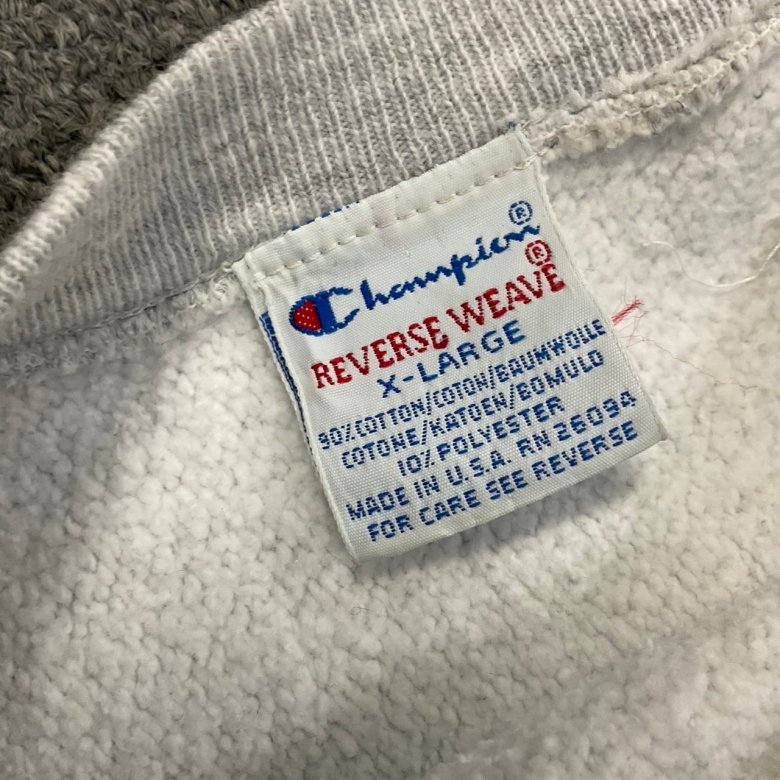 Champion®
REVERSE WEAVE®
X-LARGE
90% COTTON/COTON/BAUMWOLLE
COTONE/KATOEN/BOMULD
10% POLYESTER
MADE IN U.S.A. RN 26094
FOR CARE SEE REVERSE